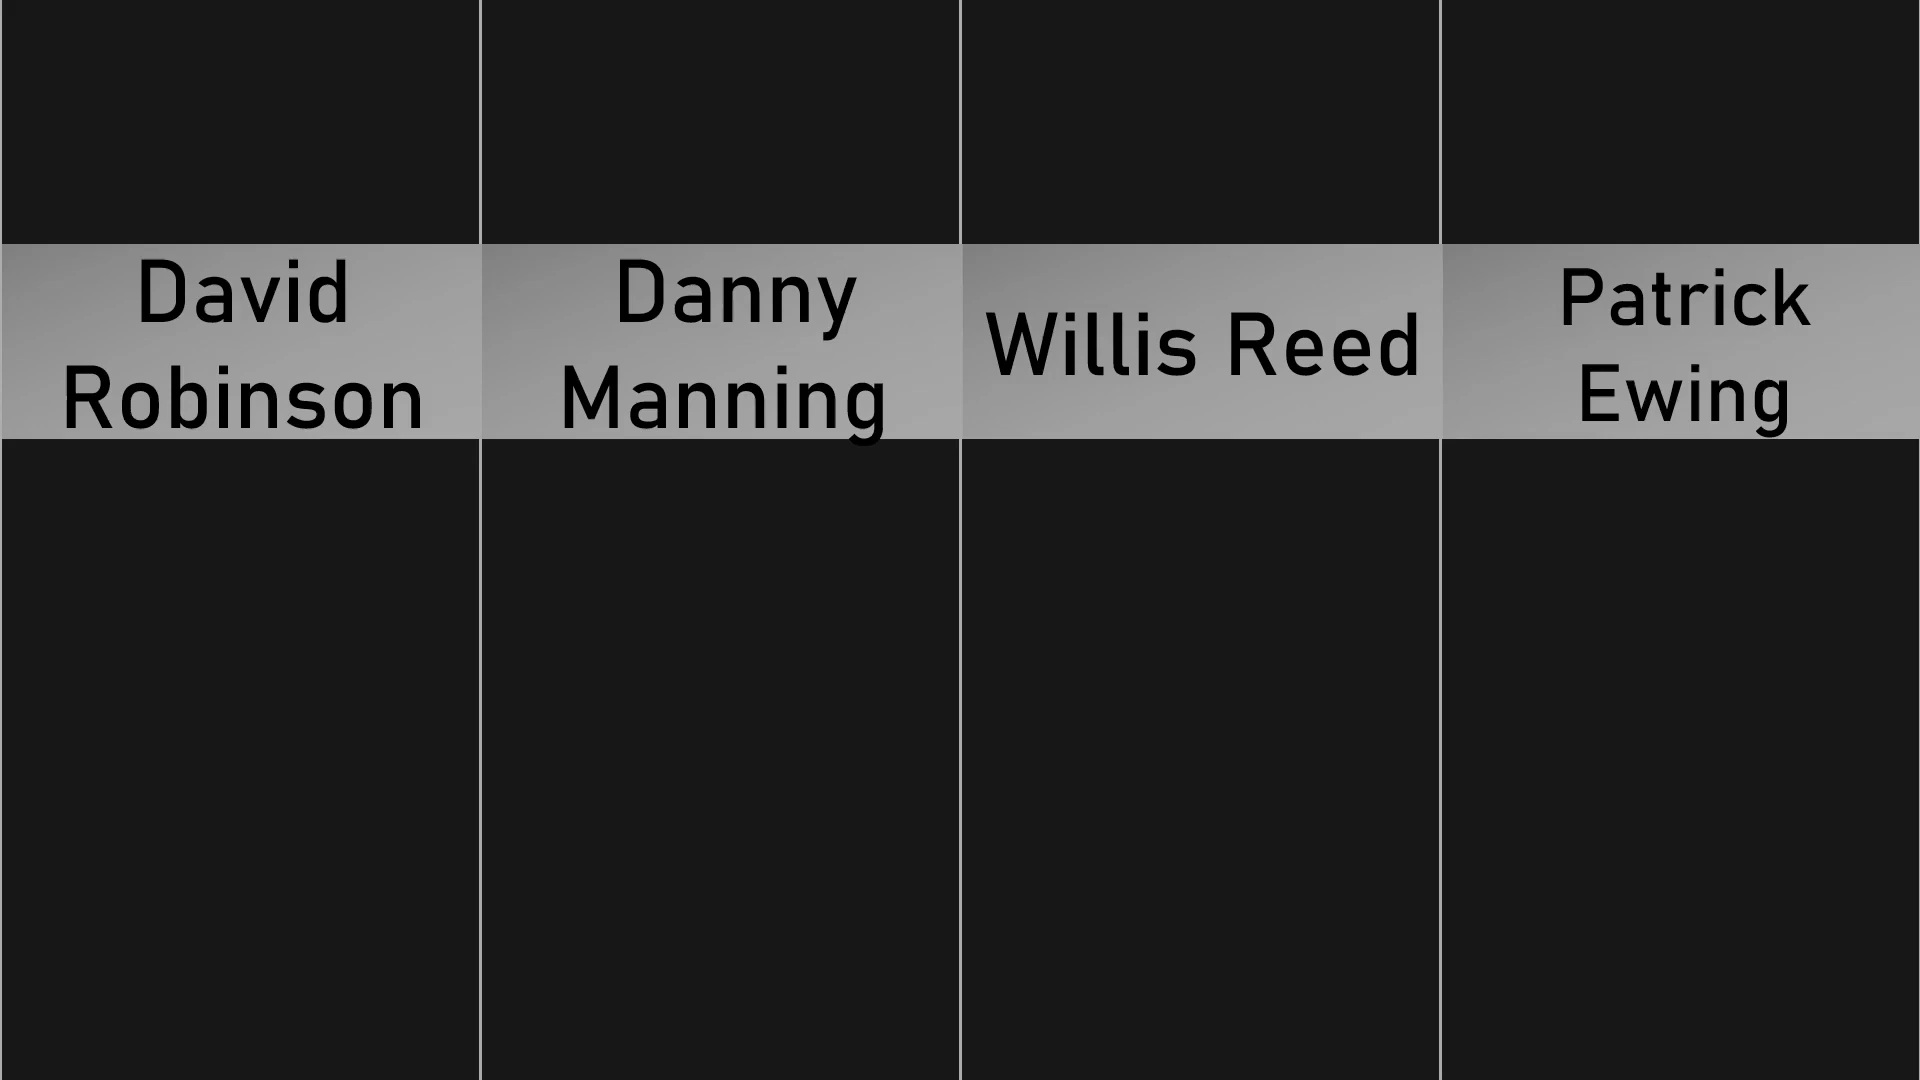 David
Robinson
Danny
Manning
Willis Reed
Patrick
Ewing